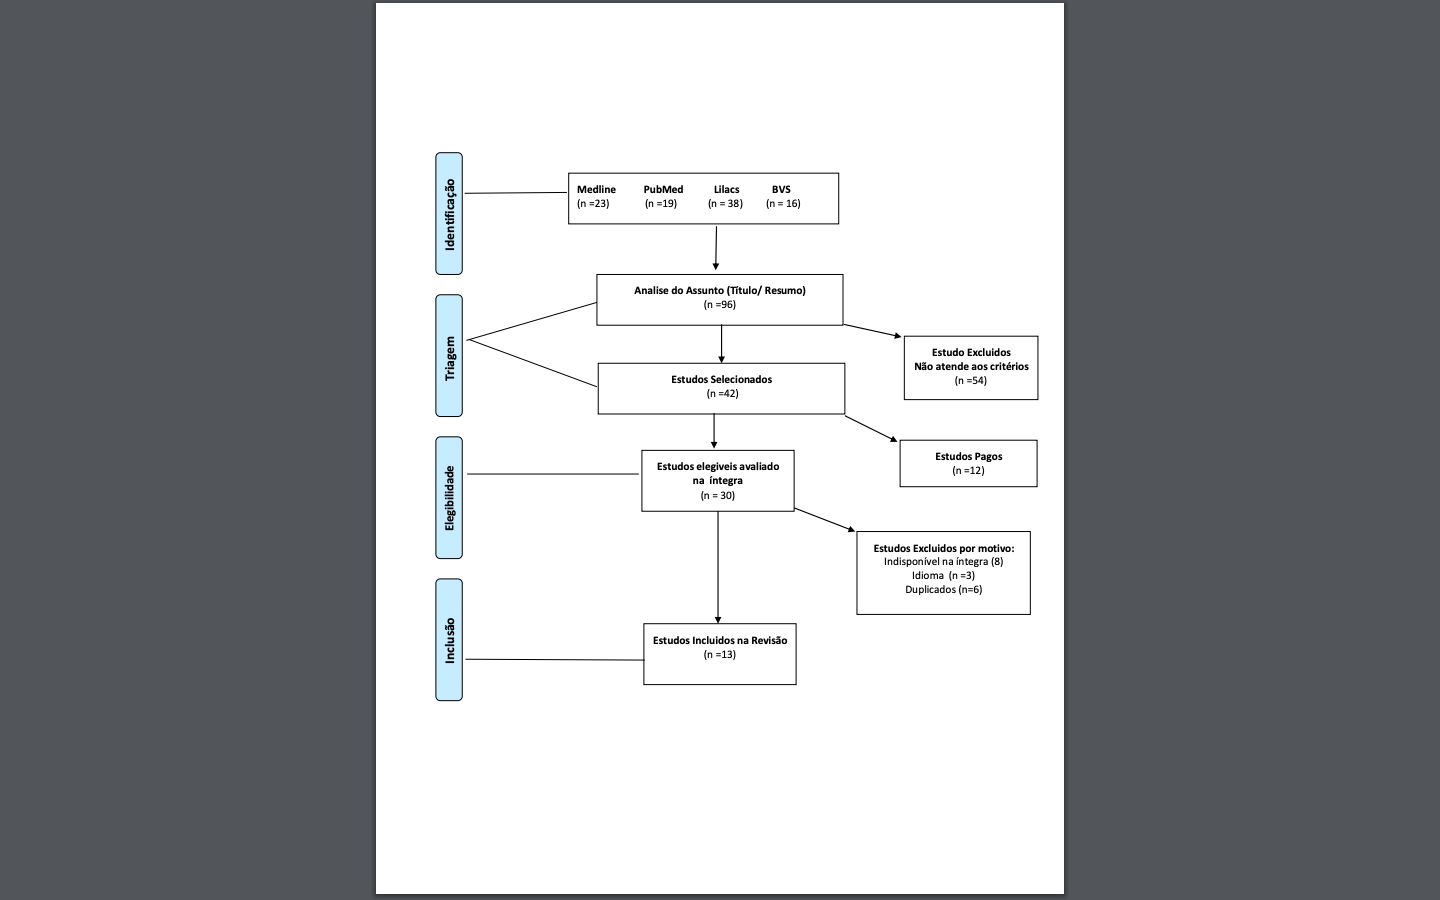 Identificação
Medline PubMed Lilacs BVS
(n =23) (n =19) (n = 38) (n = 16)
Triagem
Analise do Assunto (Título/ Resumo)
(n =96)
Estudo Excluidos
Não atende aos critérios
(n =54)
Estudos Selecionados
(n =42)
Estudos Pagos
(n =12)
Elegibilidade
Estudos elegiveis avaliado
na íntegra
(n = 30)
Estudos Excluidos por motivo:
Indisponível na íntegra (8)
Idioma (n =3)
Duplicados (n=6)
Inclusão
Estudos Incluidos na Revisão
(n =13)